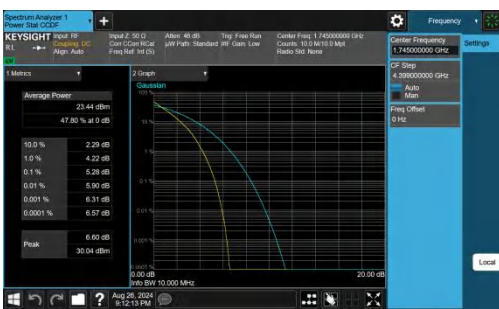 Spectrum Analyzer 1
Power Stat CCDF
Frequency
Settings
KEYSIGHT
RL
Input: RF
Coupling: DC
Align: Auto
Input Z: 50 Ω
Corr CCorr RCal
Freq Ref: Int (S)
Atten: 46 dB
µW Path: Standard
Trig: Free Run
#IF Gain: Low
Center Freq: 1.745000000 GHz
Counts: 10.0 M/10.0 Mpt
Radio Std: None
Center Frequency
1.745000000 GHz
CF Step
4.399000000 GHz
Auto
Man
Freq Offset
0 Hz
Local
1 Metrics
Average Power
23.44 dBm
47.80 % at 0 dB
10.0 % 2.29 dB
1.0 % 4.22 dB
0.1 % 5.28 dB
0.01 % 5.90 dB
0.001 % 6.31 dB
0.0001 % 6.57 dB
Peak
6.60 dB
30.04 dBm
2 Graph
Gaussian
100 %
10 %
1 %
0.1 %
0.01 %
0.001 %
0.0001 %
0.00 dB
20.00 dB
Info BW 10.000 MHz
?
Aug 26, 2024
9:12:13 PM